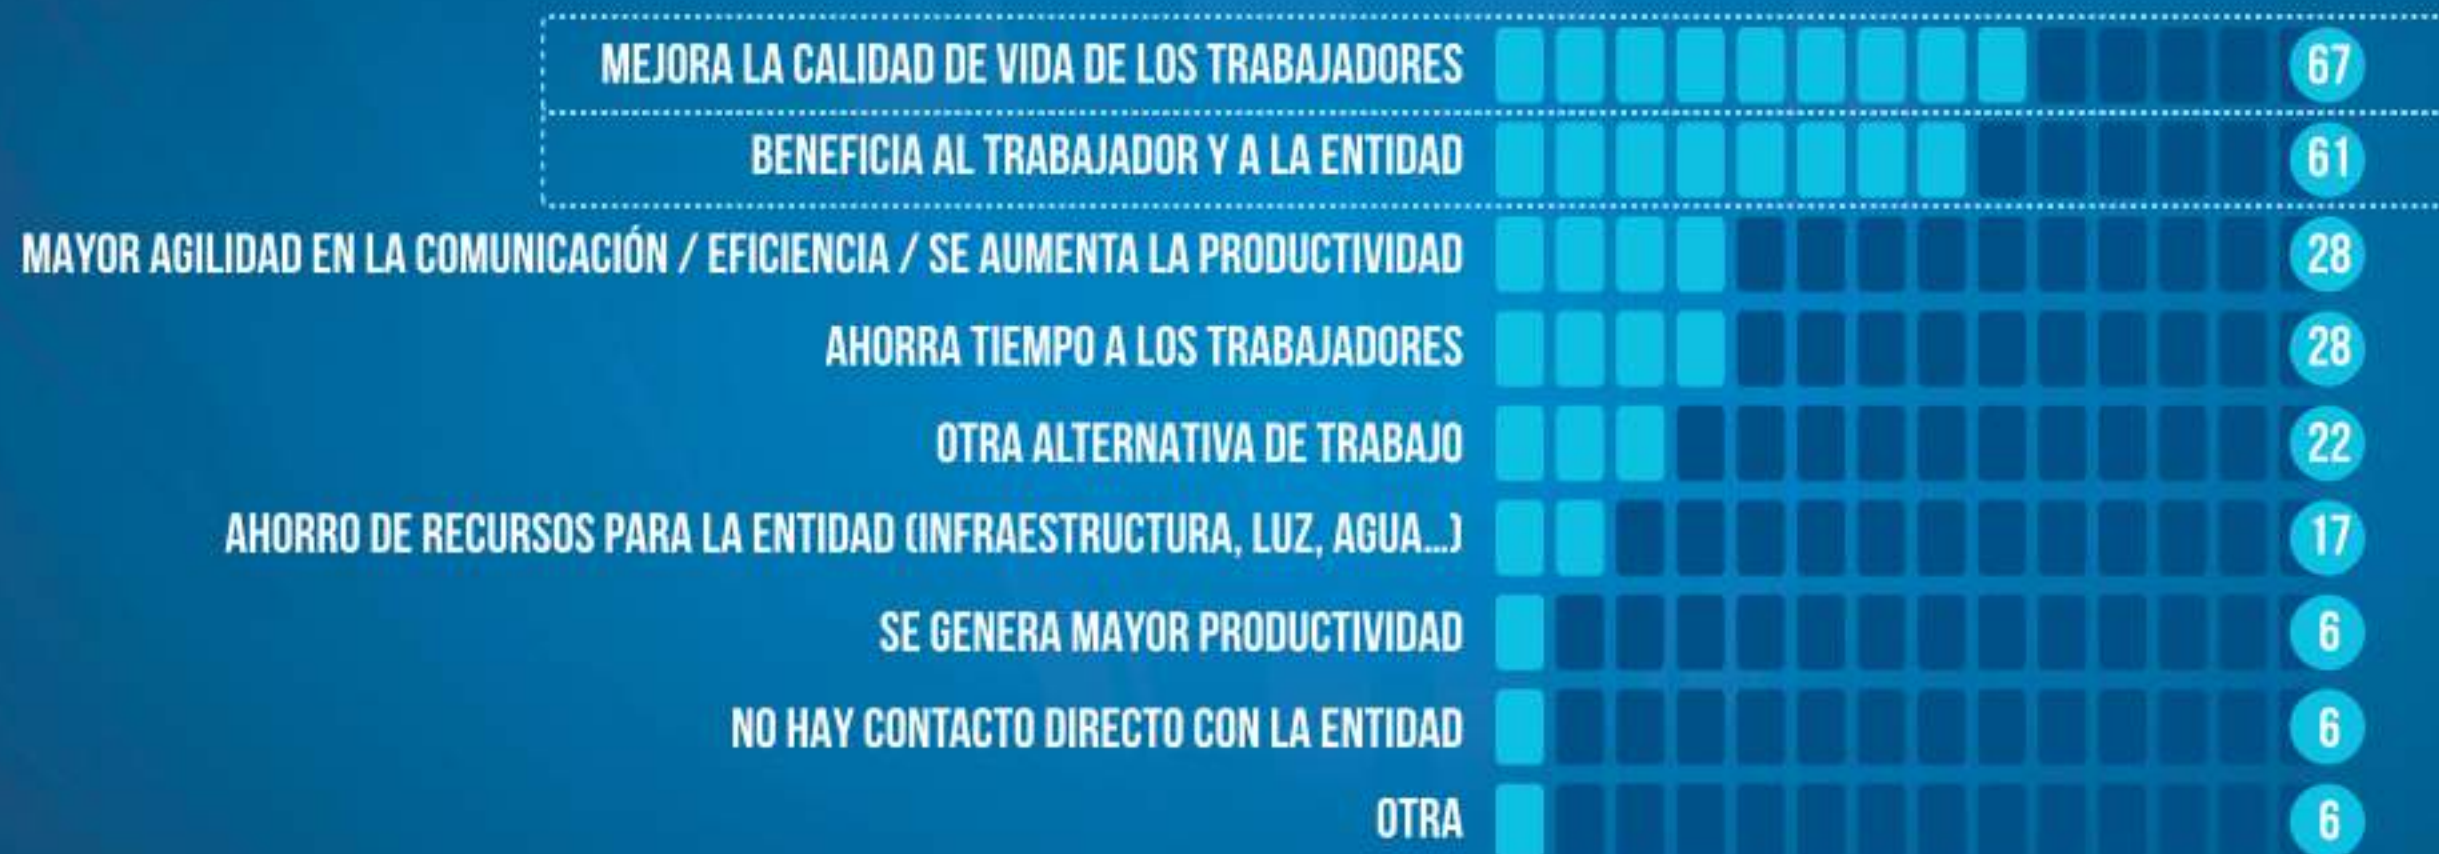 MEJORA LA CALIDAD DE VIDA DE LOS TRABAJADORES 67
BENEFICIA AL TRABAJADOR Y A LA ENTIDAD 61
MAYOR AGILIDAD EN LA COMUNICACIÓN / EFICIENCIA / SE AUMENTA LA PRODUCTIVIDAD 28
AHORRA TIEMPO A LOS TRABAJADORES 28
OTRA ALTERNATIVA DE TRABAJO 22
AHORRO DE RECURSOS PARA LA ENTIDAD (INFRAESTRUCTURA, LUZ, AGUA...) 17
SE GENERA MAYOR PRODUCTIVIDAD 6
NO HAY CONTACTO DIRECTO CON LA ENTIDAD 6
OTRA 6